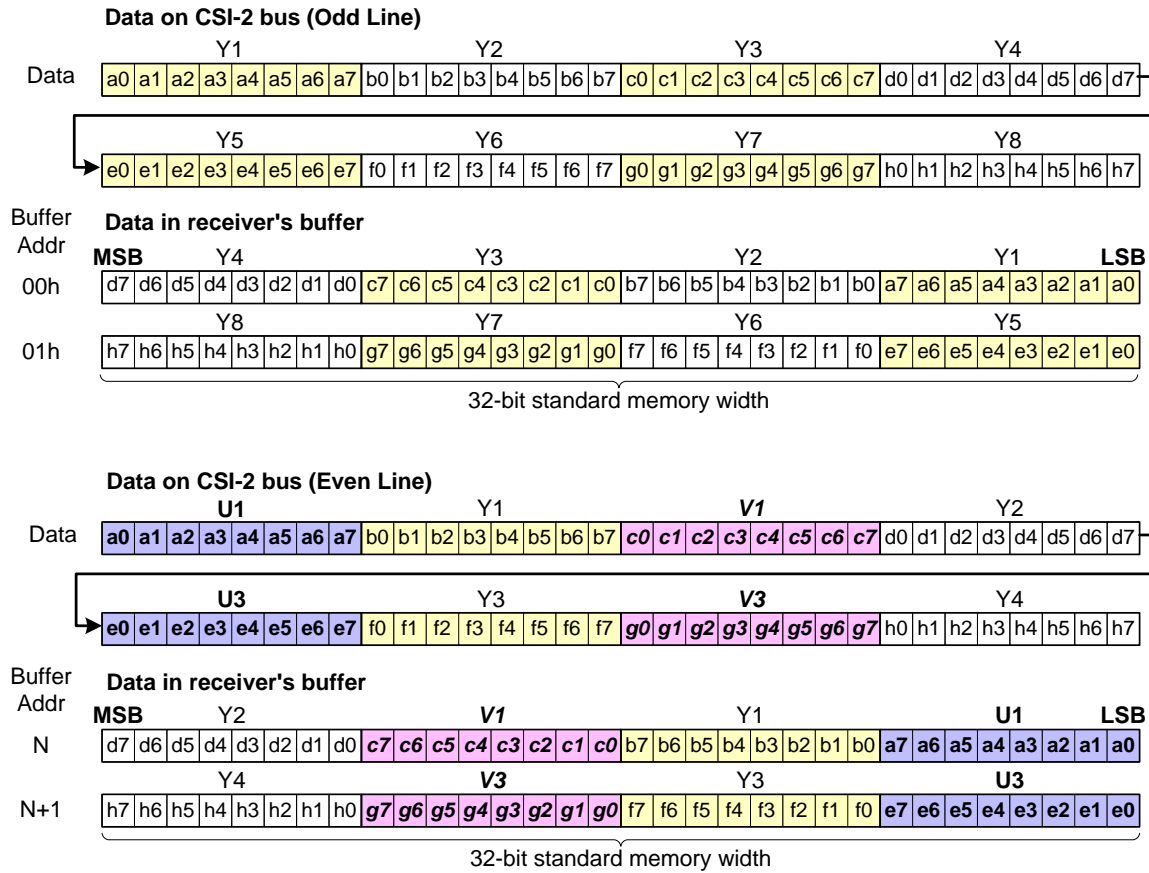 Data on CSI-2 bus (Odd Line)
Y1 Y2 Y3 Y4
Data a0 a1 a2 a3 a4 a5 a6 a7 b0 b1 b2 b3 b4 b5 b6 b7 c0 c1 c2 c3 c4 c5 c6 c7 d0 d1 d2 d3 d4 d5 d6 d7
Y5 Y6 Y7 Y8
e0 e1 e2 e3 e4 e5 e6 e7 f0 f1 f2 f3 f4 f5 f6 f7 g0 g1 g2 g3 g4 g5 g6 g7 h0 h1 h2 h3 h4 h5 h6 h7
Buffer
Addr
Data in receiver's buffer
MSB Y4 Y3 Y2 Y1 LSB
00h d7 d6 d5 d4 d3 d2 d1 d0 c7 c6 c5 c4 c3 c2 c1 c0 b7 b6 b5 b4 b3 b2 b1 b0 a7 a6 a5 a4 a3 a2 a1 a0
Y8 Y7 Y6 Y5
01h h7 h6 h5 h4 h3 h2 h1 h0 g7 g6 g5 g4 g3 g2 g1 g0 f7 f6 f5 f4 f3 f2 f1 f0 e7 e6 e5 e4 e3 e2 e1 e0
32-bit standard memory width
Data on CSI-2 bus (Even Line)
U1 Y1 V1 Y2
Data a0 a1 a2 a3 a4 a5 a6 a7 b0 b1 b2 b3 b4 b5 b6 b7 c0 c1 c2 c3 c4 c5 c6 c7 d0 d1 d2 d3 d4 d5 d6 d7
U3 Y3 V3 Y4
e0 e1 e2 e3 e4 e5 e6 e7 f0 f1 f2 f3 f4 f5 f6 f7 g0 g1 g2 g3 g4 g5 g6 g7 h0 h1 h2 h3 h4 h5 h6 h7
Buffer
Addr
Data in receiver's buffer
MSB Y2 V1 Y1 U1 LSB
N d7 d6 d5 d4 d3 d2 d1 d0 c7 c6 c5 c4 c3 c2 c1 c0 b7 b6 b5 b4 b3 b2 b1 b0 a7 a6 a5 a4 a3 a2 a1 a0
Y4 V3 Y3 U3
N+1 h7 h6 h5 h4 h3 h2 h1 h0 g7 g6 g5 g4 g3 g2 g1 g0 f7 f6 f5 f4 f3 f2 f1 f0 e7 e6 e5 e4 e3 e2 e1 e0
32-bit standard memory width